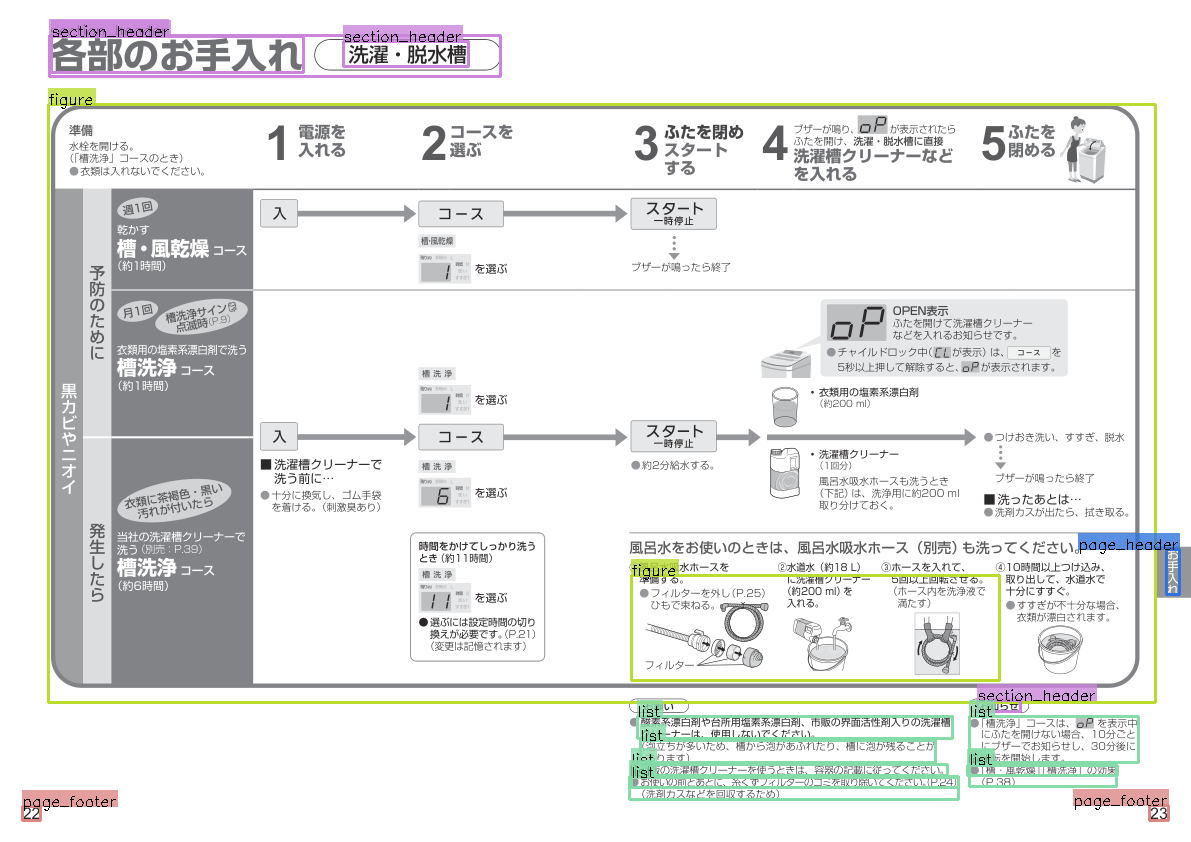 section_header
各部のお手入れ
section_header
洗濯・脱水槽
figure
準備
水栓を開ける。
(「槽洗浄」コースのとき)
●衣類は入れないでください。
1 電源を
入れる
2 コースを
選ぶ
3 ふたを閉め
スタート
する
4 ブザーが鳴り、oPが表示されたら
ふたを開け、洗濯・脱水槽に直接
洗濯槽クリーナーなど
を入れる
5 ふたを
閉める
黒カビやニオイ
予防のために
週1回
乾かす
槽・風乾燥 コース
(約1時間)
入
コース
槽・風乾燥
1
を選ぶ
スタート
一時停止
ブザーが鳴ったら終了
月1回
槽洗浄サイン
点滅時(P.9)
衣類用の塩素系漂白剤で洗う
槽洗浄 コース
(約1時間)
槽洗浄
1
を選ぶ
oP
OPEN表示
ふたを開けて洗濯槽クリーナー
などを入れるお知らせです。
●チャイルドロック中(CLが表示)は、コースを
5秒以上押して解除すると、oPが表示されます。
・衣類用の塩素系漂白剤
(約200 ml)
発生したら
衣類に茶褐色・黒い
汚れが付いたら
当社の洗濯槽クリーナーで
洗う(別売:P.39)
槽洗浄 コース
(約6時間)
入
■洗濯槽クリーナーで
洗う前に…
●十分に換気し、ゴム手袋
を着ける。(刺激臭あり)
コース
槽洗浄
6
を選ぶ
スタート
一時停止
●約2分給水する。
・洗濯槽クリーナー
(1回分)
風呂水吸水ホースも洗うとき
(下記)は、洗浄用に約200 ml
取り分けておく。
●つけおき洗い、すすぎ、脱水
ブザーが鳴ったら終了
■洗ったあとは…
●洗剤カスが出たら、拭き取る。
時間をかけてしっかり洗う
とき(約11時間)
槽洗浄
11
を選ぶ
●選ぶには設定時間の切り
換えが必要です。(P.21)
(変更は記憶されます)
風呂水をお使いのときは、風呂水吸水ホース(別売)も洗ってください。
page_header
お手入れ
figure
水ホースを
準備する。
●フィルターを外し(P.25)
ひもで束ねる。
フィルター
②水道水(約18 L)
に洗濯槽クリーナー
(約200 ml)を
入れる。
③ホースを入れて、
5回以上回転させる。
(ホース内を洗浄液で
満たす)
④10時間以上つけ込み、
取り出して、水道水で
十分にすすぐ。
●すすぎが不十分な場合、
衣類が漂白されます。
list
い
酸素系漂白剤や台所用塩素系漂白剤、市販の界面活性剤入りの洗濯槽
ーナーは、使用しないでください。
list
泡立ちが多いため、槽から泡があふれたり、槽に泡が残ることが
ります)
list
の洗濯槽クリーナーを使うときは、容器の記載に従ってください。
list
●お使いの前とあとに、糸くずフィルターのゴミを取り除いてください(P.24)
(洗剤カスなどを回収するため)
section_header
らせ
list
●「槽洗浄」コースは、oPを表示中
にふたを開けない場合、10分ごと
にブザーでお知らせし、30分後に
転を開始します。
list
●「槽・風乾燥」「槽洗浄」の効果
(P.38)
page_footer
22
page_footer
23